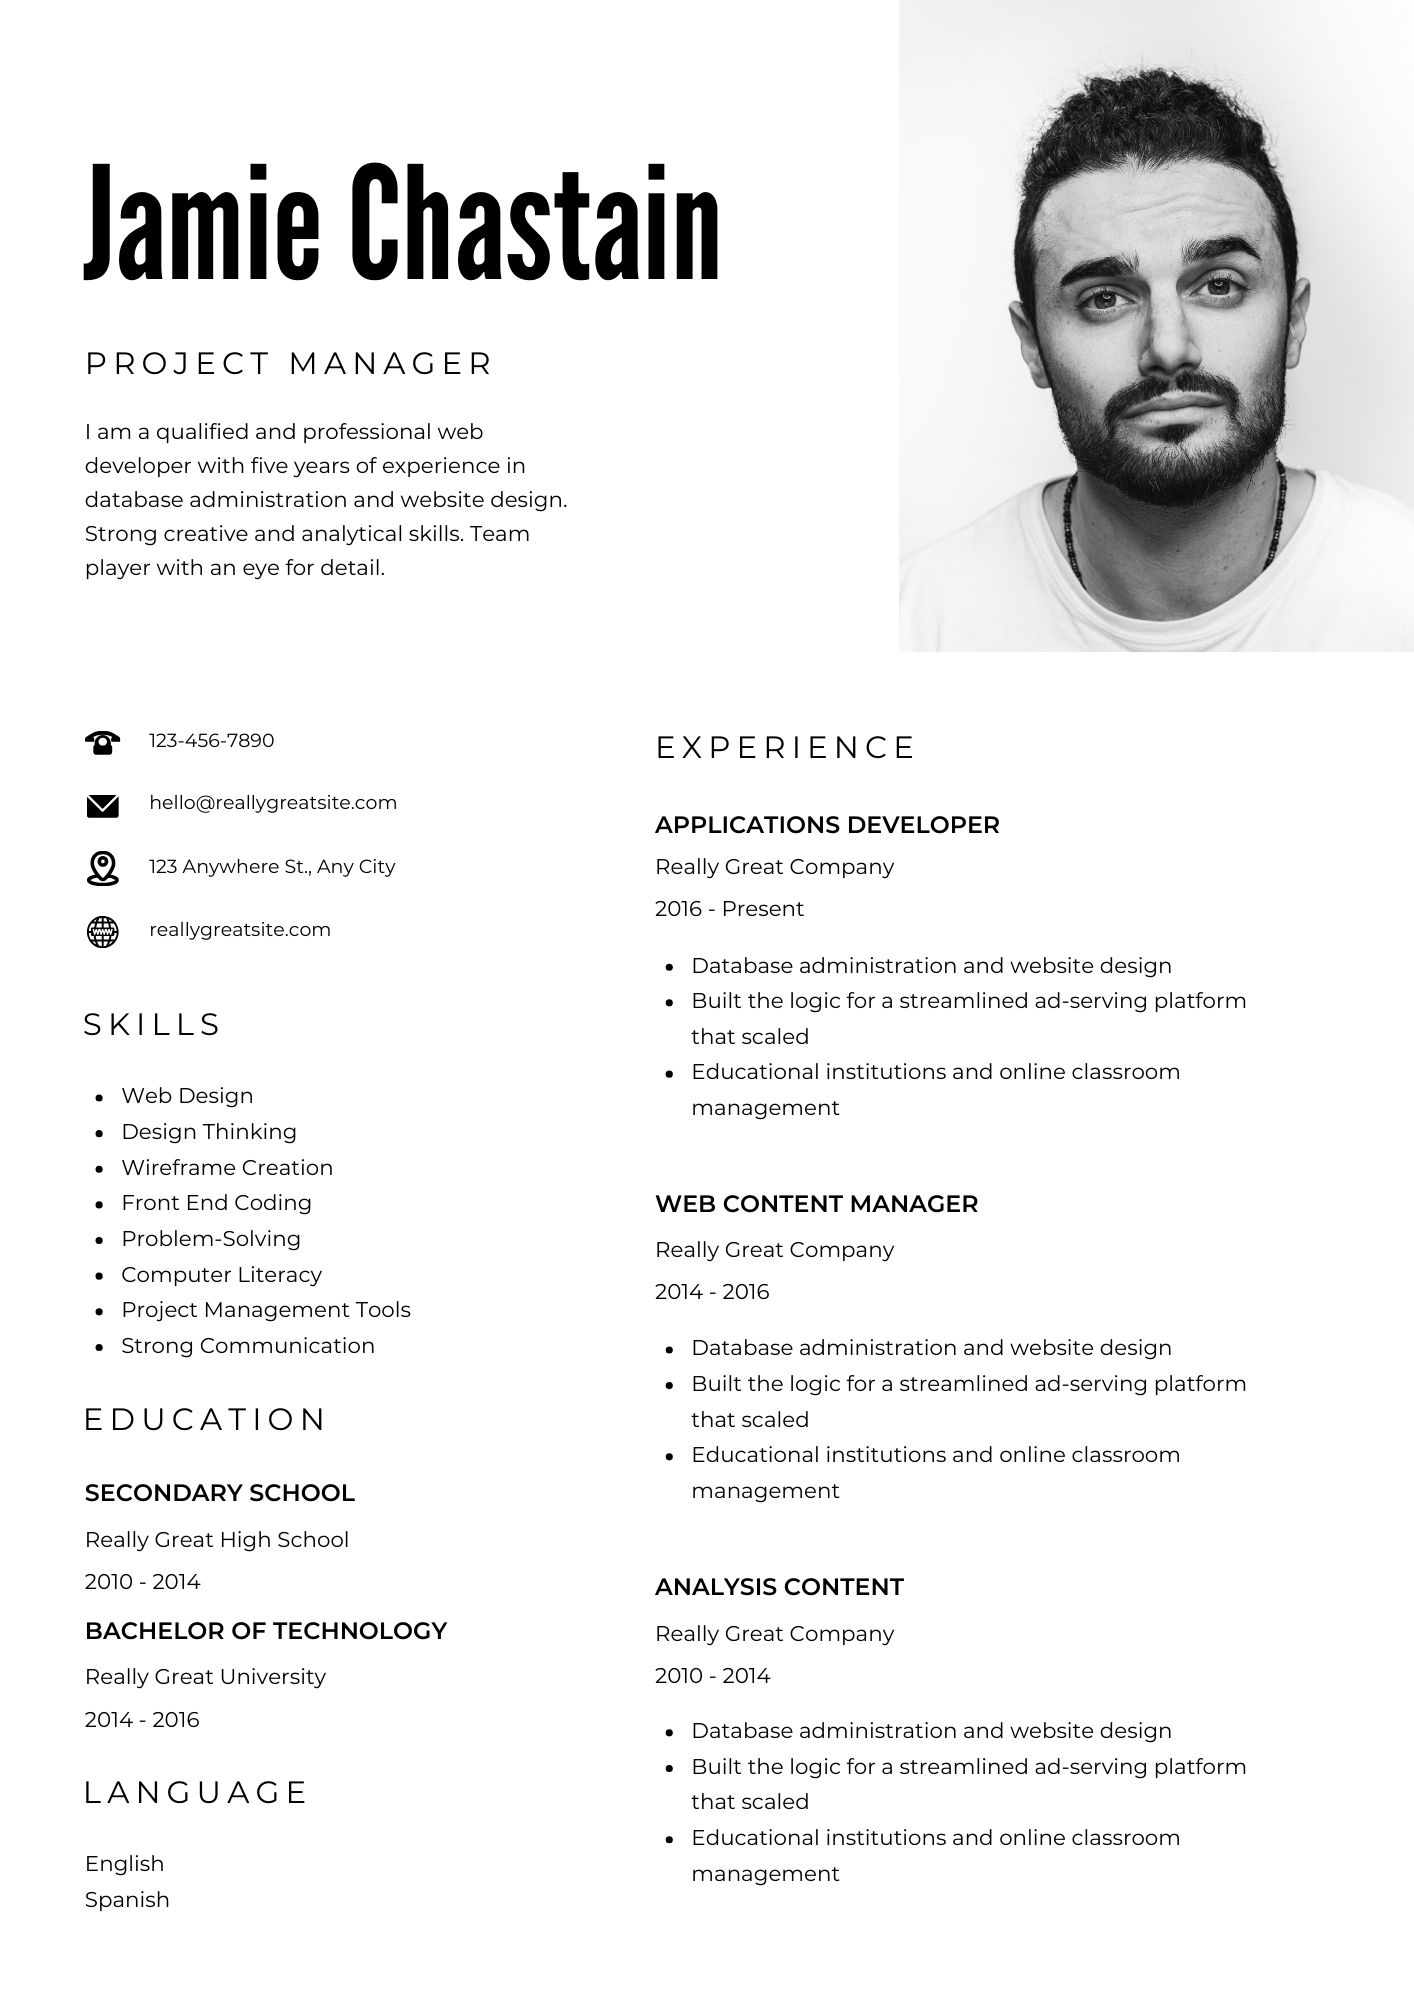 Jamie Chastain
PROJECT MANAGER
I am a qualified and professional web
developer with five years of experience in
database administration and website design.
Strong creative and analytical skills. Team
player with an eye for detail.
123-456-7890
hello@reallygreatsite.com
123 Anywhere St., Any City
reallygreatsite.com
SKILLS
• Web Design
• Design Thinking
• Wireframe Creation
• Front End Coding
• Problem-Solving
• Computer Literacy
• Project Management Tools
• Strong Communication
EDUCATION
SECONDARY SCHOOL
Really Great High School
2010 - 2014
BACHELOR OF TECHNOLOGY
Really Great University
2014 - 2016
LANGUAGE
English
Spanish
EXPERIENCE
APPLICATIONS DEVELOPER
Really Great Company
2016 - Present
• Database administration and website design
• Built the logic for a streamlined ad-serving platform
that scaled
• Educational institutions and online classroom
management
WEB CONTENT MANAGER
Really Great Company
2014 - 2016
• Database administration and website design
• Built the logic for a streamlined ad-serving platform
that scaled
• Educational institutions and online classroom
management
ANALYSIS CONTENT
Really Great Company
2010 - 2014
• Database administration and website design
• Built the logic for a streamlined ad-serving platform
that scaled
• Educational institutions and online classroom
management